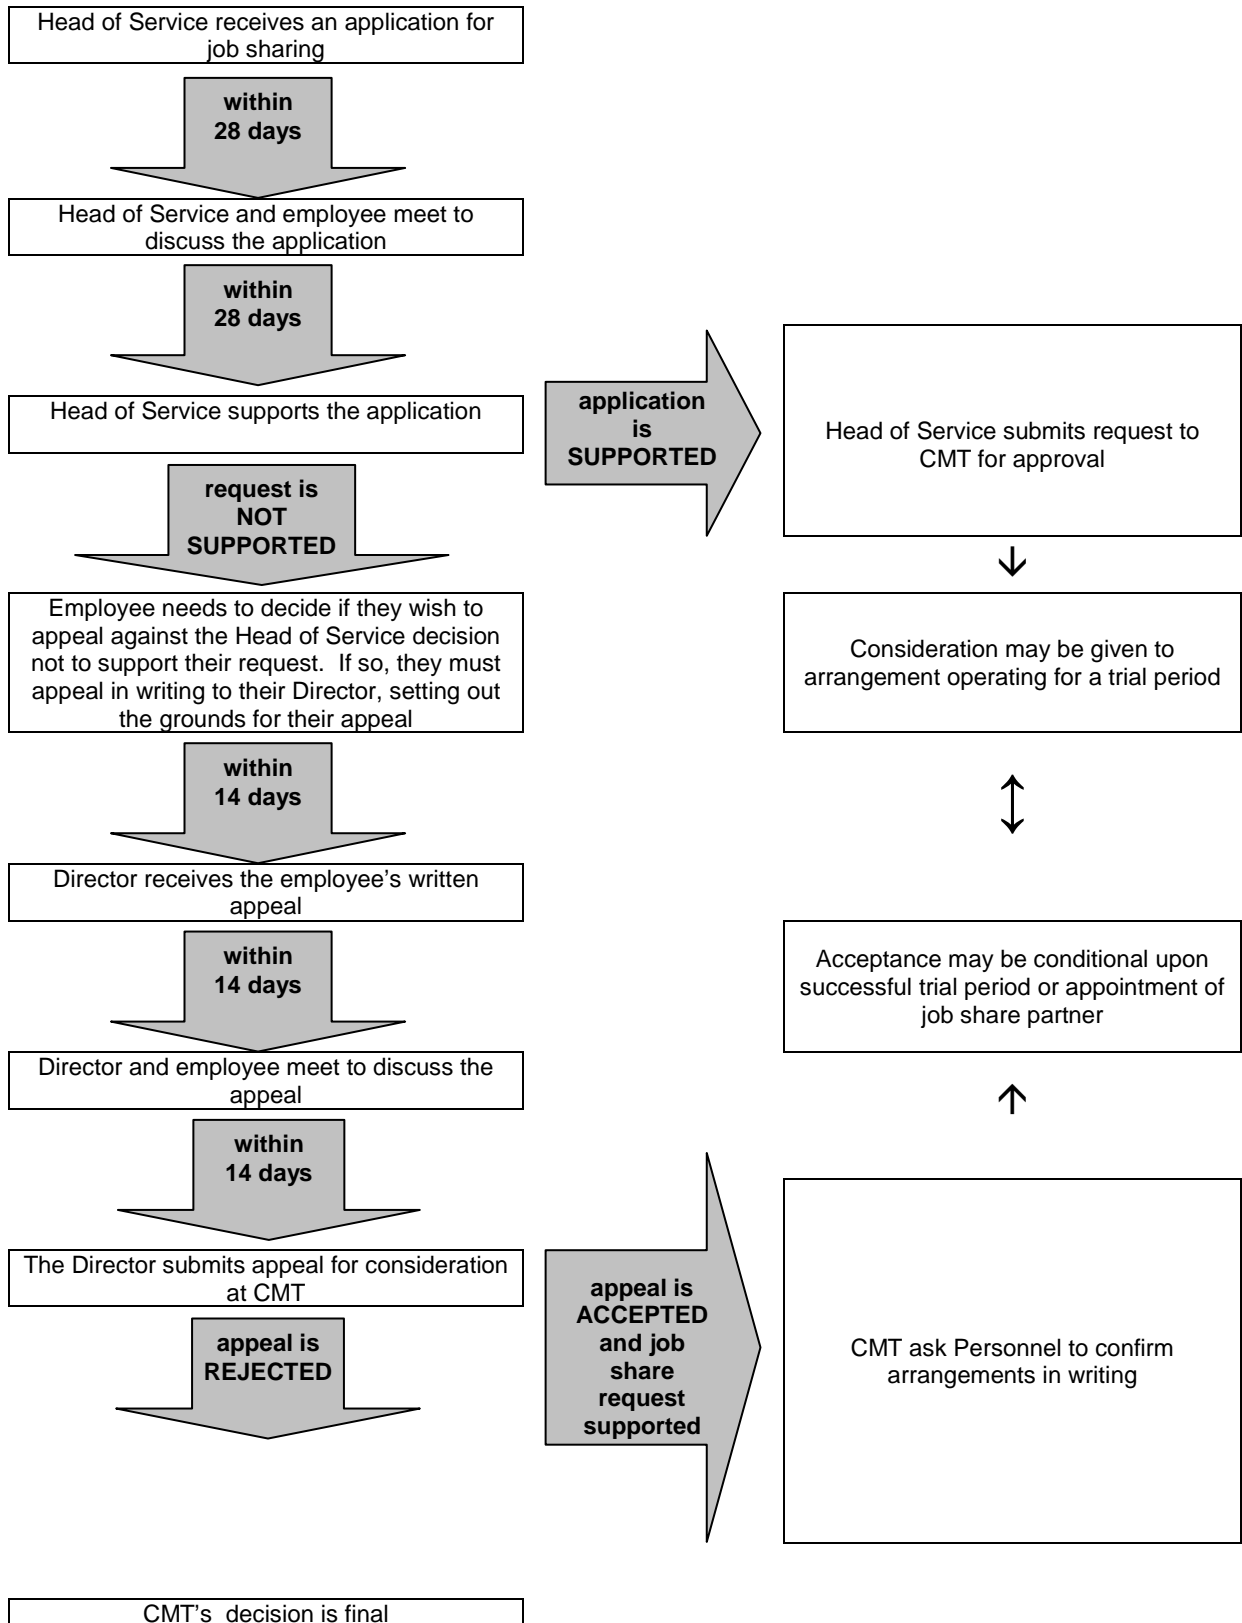 Head of Service receives an application for
job sharing
within
28 days
Head of Service and employee meet to
discuss the application
within
28 days
Head of Service supports the application
application
is
SUPPORTED
Head of Service submits request to
CMT for approval
request is
NOT
SUPPORTED
Employee needs to decide if they wish to
appeal against the Head of Service decision
not to support their request.  If so, they must
appeal in writing to their Director, setting out
the grounds for their appeal
Consideration may be given to
arrangement operating for a trial period
within
14 days
Director receives the employee’s written
appeal
within
14 days
Acceptance may be conditional upon
successful trial period or appointment of
job share partner
Director and employee meet to discuss the
appeal
within
14 days
The Director submits appeal for consideration
at CMT
appeal is
ACCEPTED
and job
share
request
supported
CMT ask Personnel to confirm
arrangements in writing
appeal is
REJECTED
CMT’s  decision is final